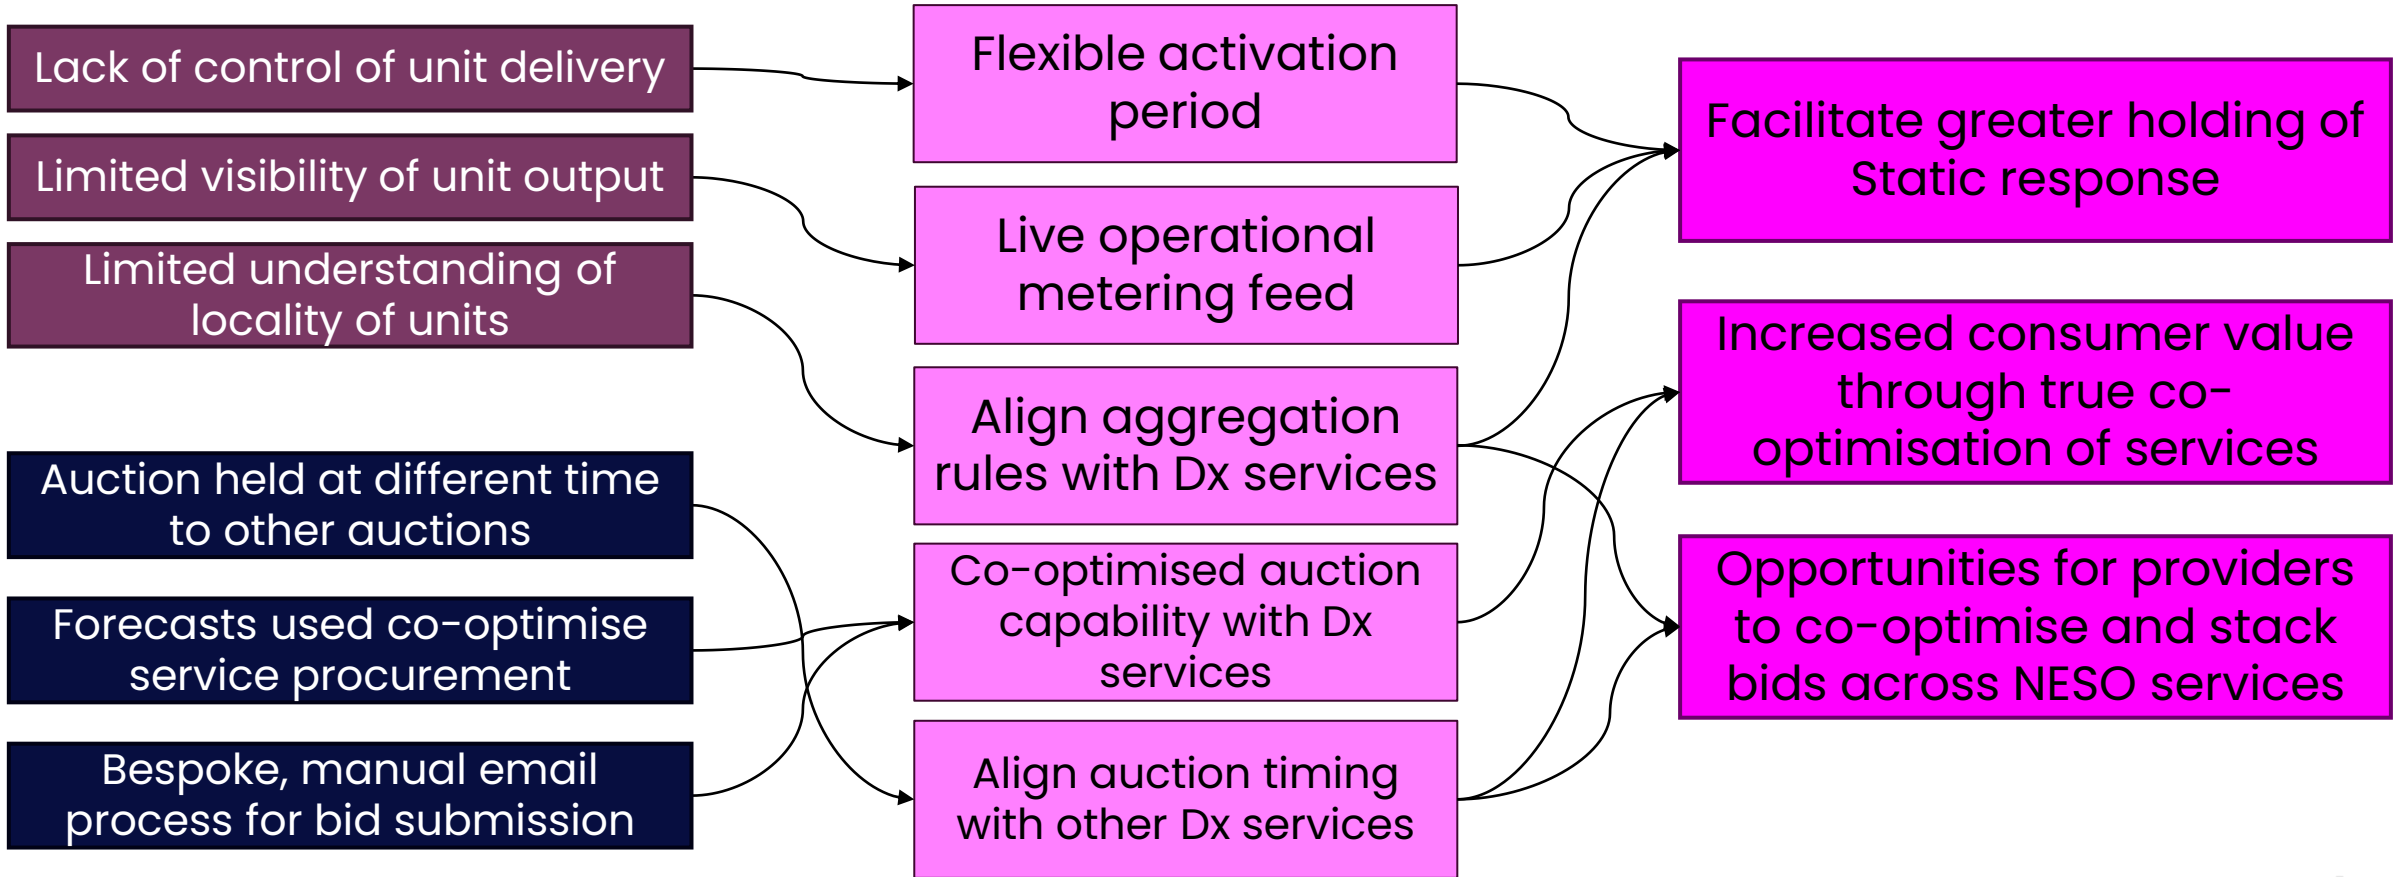 Lack of control of unit delivery
Limited visibility of unit output
Limited understanding of
locality of units
Auction held at different time
to other auctions
Forecasts used co-optimise
service procurement
Bespoke, manual email
process for bid submission
Flexible activation
period
Live operational
metering feed
Align aggregation
rules with Dx services
Co-optimised auction
capability with Dx
services
Align auction timing
with other Dx services
Facilitate greater holding of
Static response
Increased consumer value
through true co-
optimisation of services
Opportunities for providers
to co-optimise and stack
bids across NESO services